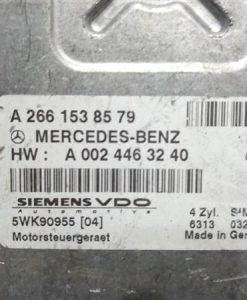 A 266 153 85 79
MERCEDES-BENZ
HW : A 002 446 32 40
SIEMENS VDO
Automotive
5WK90955 [04]
4 Zyl.
Motorsteuergeraet
6313
Made in